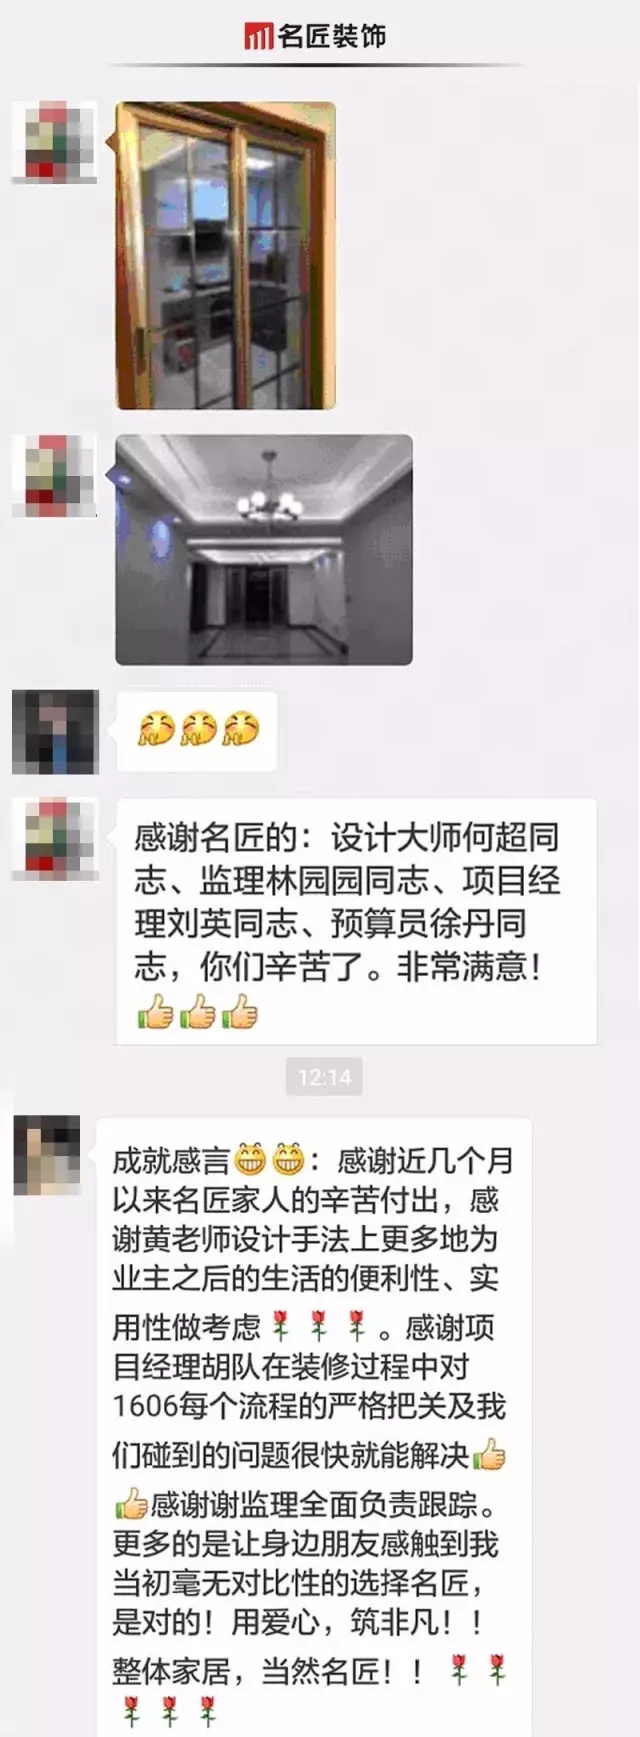 名匠裝饰
感谢名匠的：设计大师何超同
志、监理林园园同志、项目经
理刘英同志、预算员徐丹同
志，你们辛苦了。非常满意！
12:14
成就感言：感谢近几个月
以来名匠家人的辛苦付出，感
谢黄老师设计手法上更多地为
业主之后的生活的便利性、实
用性做考虑。感谢项
目经理胡队在装修过程中对
1606每个流程的严格把关及我
们碰到的问题很快就能解决
感谢谢监理全面负责跟踪。
更多的是让身边朋友感触到我
当初毫无对比性的选择名匠，
是对的！用爱心，筑非凡！！
整体家居，当然名匠！！